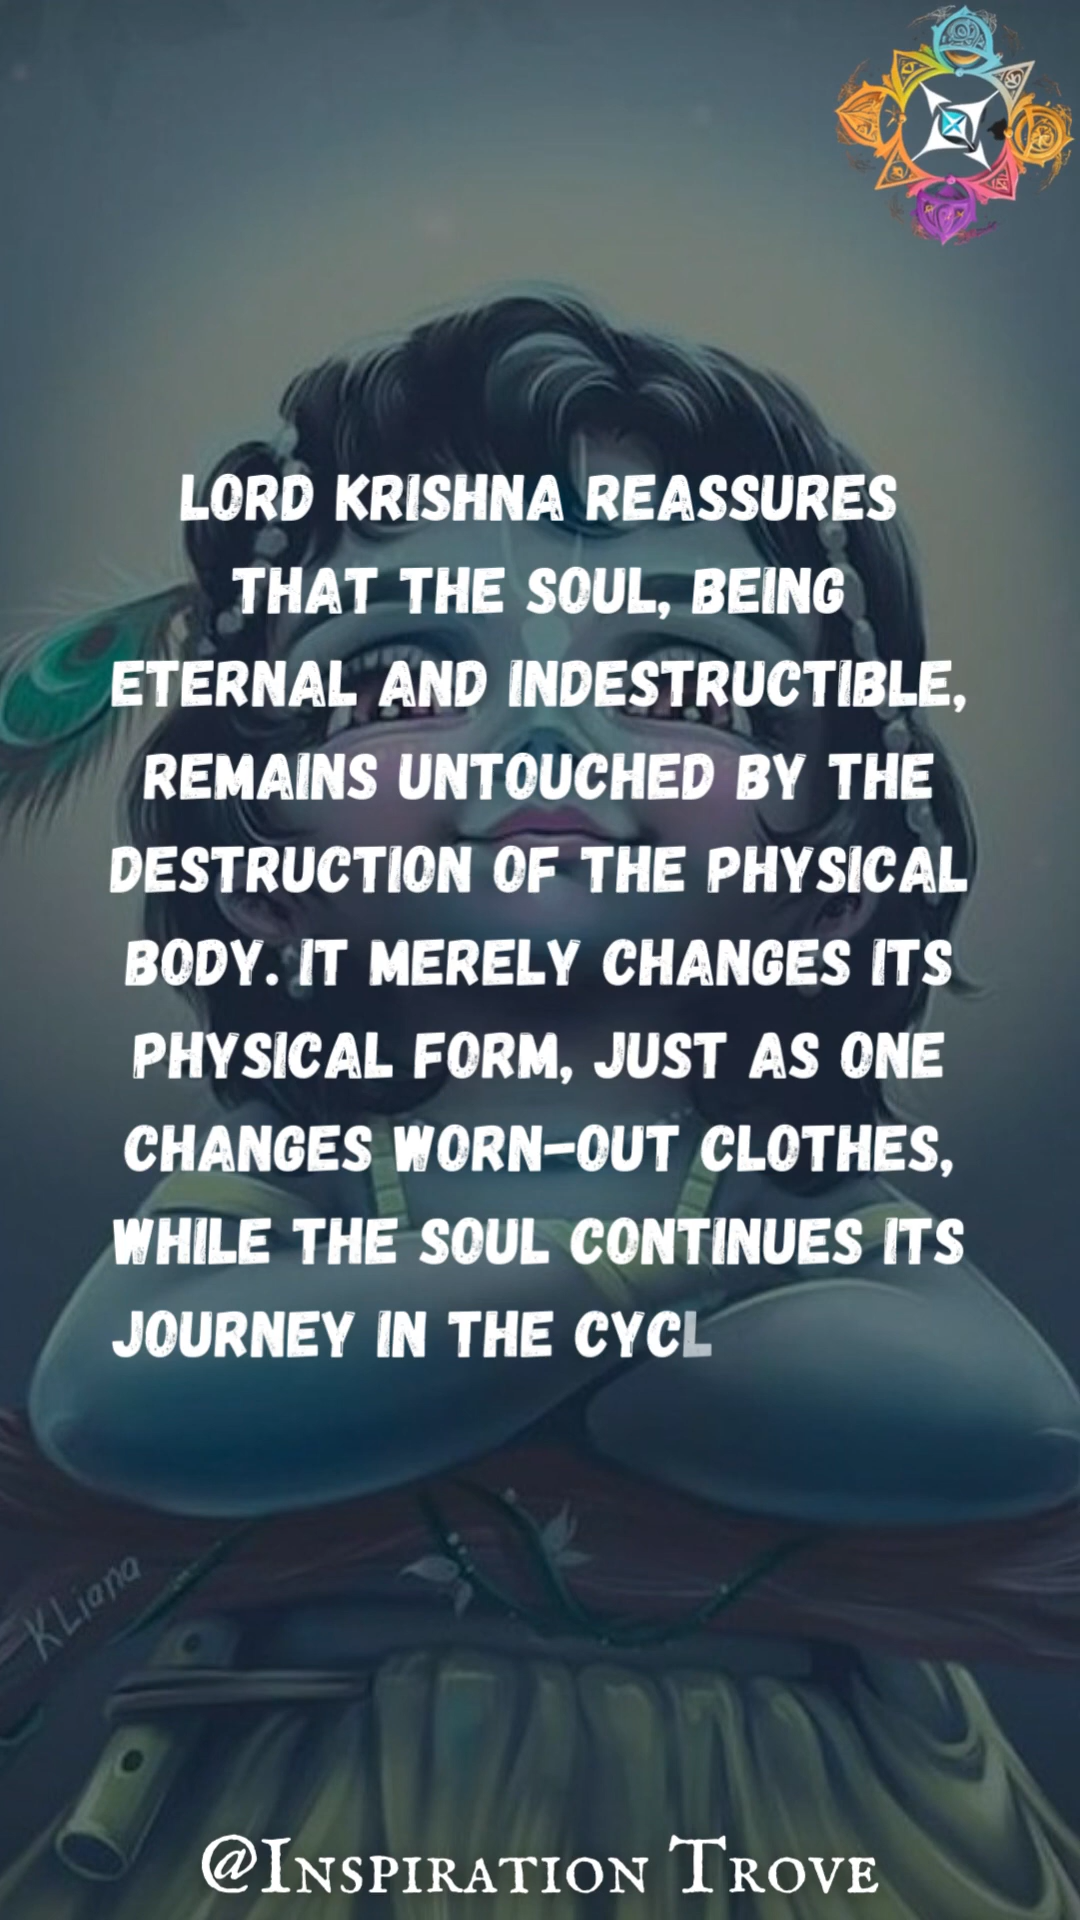 LORD KRISHNA REASSURES
THAT THE SOUL, BEING
ETERNAL AND INDESTRUCTIBLE,
REMAINS UNTOUCHED BY THE
DESTRUCTION OF THE PHYSICAL
BODY. IT MERELY CHANGES ITS
PHYSICAL FORM, JUST AS ONE
CHANGES WORN-OUT CLOTHES,
WHILE THE SOUL CONTINUES ITS
JOURNEY IN THE CYCL
KLiana
@Inspiration Trove